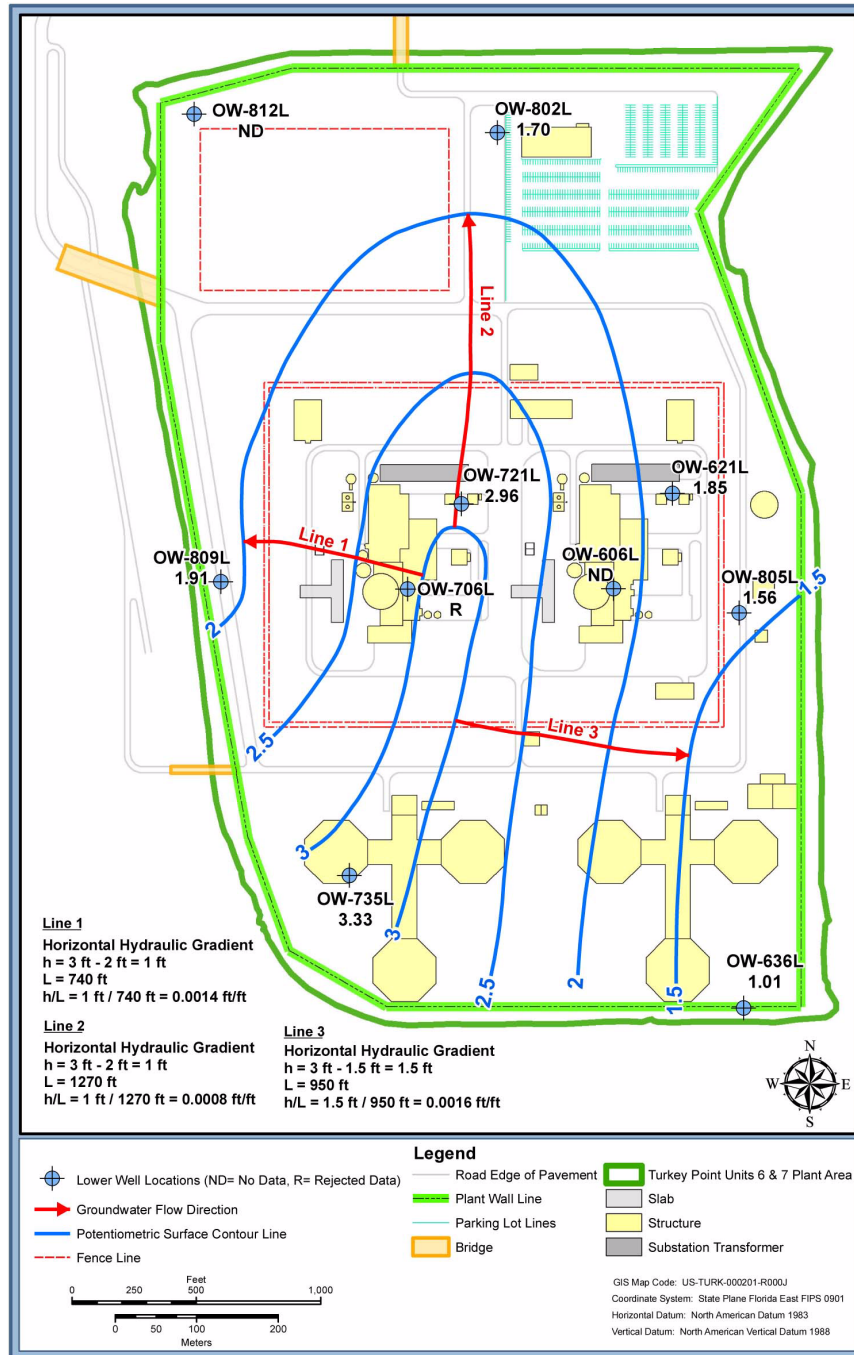 OW-812L
ND
OW-802L
1.70
Line 2
OW-721L
2.96
OW-621L
1.85
Line 1
OW-809L
1.91
OW-706L
R
OW-606L
ND
OW-805L
1.56
1.5
2
Line 3
2.5
3
OW-735L
3.33
3
2.5
2
1.5
OW-636L
1.01
Line 1
Horizontal Hydraulic Gradient
h = 3 ft - 2 ft = 1 ft
L = 740 ft
h/L = 1 ft / 740 ft = 0.0014 ft/ft
Line 2
Horizontal Hydraulic Gradient
h = 3 ft - 2 ft = 1 ft
L = 1270 ft
h/L = 1 ft / 1270 ft = 0.0008 ft/ft
Line 3
Horizontal Hydraulic Gradient
h = 3 ft - 1.5 ft = 1.5 ft
L = 950 ft
h/L = 1.5 ft / 950 ft = 0.0016 ft/ft
N
W E
S
Legend
Lower Well Locations (ND= No Data, R= Rejected Data)
Groundwater Flow Direction
Potentiometric Surface Contour Line
Fence Line
Road Edge of Pavement
Plant Wall Line
Parking Lot Lines
Bridge
Turkey Point Units 6 & 7 Plant Area
Slab
Structure
Substation Transformer
Feet
0 250 500 1,000
0 50 100 200
Meters
GIS Map Code: US-TURK-000201-R000J
Coordinate System: State Plane Florida East FIPS 0901
Horizontal Datum: North American Datum 1983
Vertical Datum: North American Vertical Datum 1988